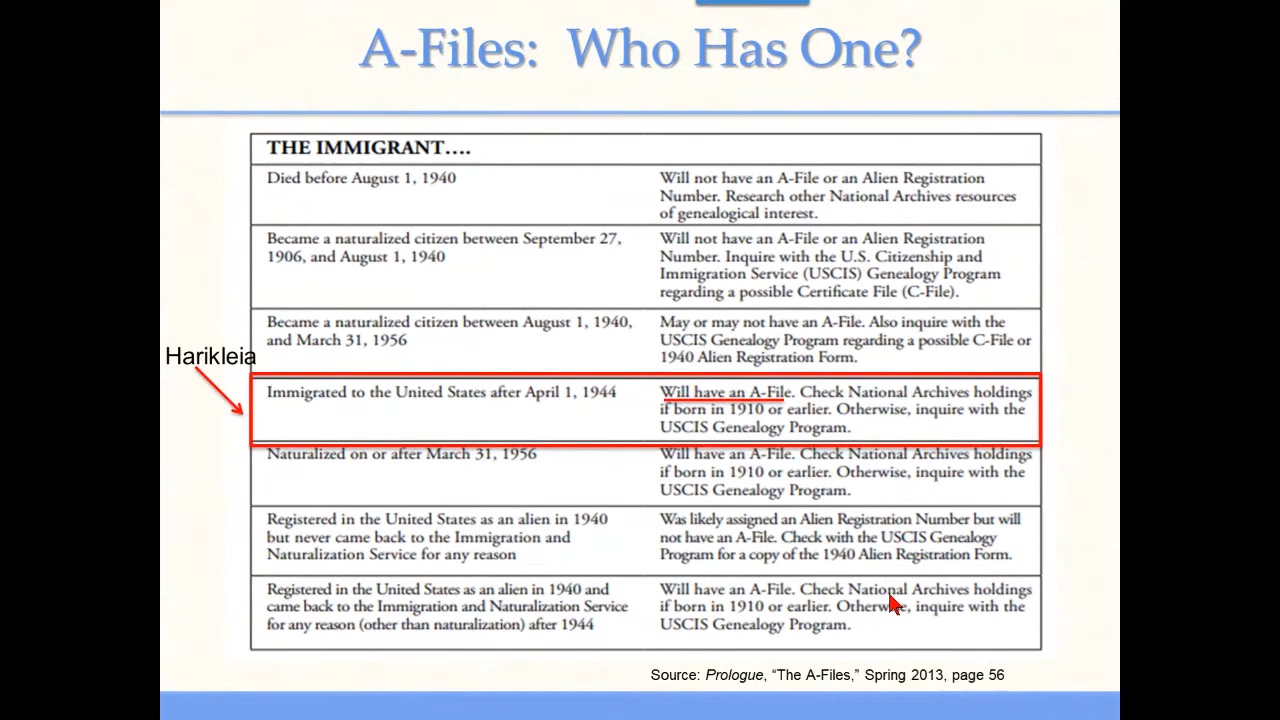 A-Files: Who Has One?
THE IMMIGRANT....
Died before August 1, 1940
Will not have an A-File or an Alien Registration
Number. Research other National Archives resources
of genealogical interest.
Became a naturalized citizen between September 27,
1906, and August 1, 1940
Will not have an A-File or an Alien Registration
Number. Inquire with the U.S. Citizenship and
Immigration Service (USCIS) Genealogy Program
regarding a possible Certificate File (C-File).
Became a naturalized citizen between August 1, 1940,
and March 31, 1956
May or may not have an A-File. Also inquire with the
USCIS Genealogy Program regarding a possible C-File or
1940 Alien Registration Form.
Harikleia
Immigrated to the United States after April 1, 1944
Will have an A-File. Check National Archives holdings
if born in 1910 or earlier. Otherwise, inquire with the
USCIS Genealogy Program.
Naturalized on or after March 31, 1956
Will have an A-File. Check National Archives holdings
if born in 1910 or earlier. Otherwise, inquire with the
USCIS Genealogy Program.
Registered in the United States as an alien in 1940
but never came back to the Immigration and
Naturalization Service for any reason
Was likely assigned an Alien Registration Number but will
not have an A-File. Check with the USCIS Genealogy
Program for a copy of the 1940 Alien Registration Form.
Registered in the United States as an alien in 1940 and
came back to the Immigration and Naturalization Service
for any reason (other than naturalization) after 1944
Will have an A-File. Check National Archives holdings
if born in 1910 or earlier. Otherwise, inquire with the
USCIS Genealogy Program.
Source: Prologue, “The A-Files,” Spring 2013, page 56